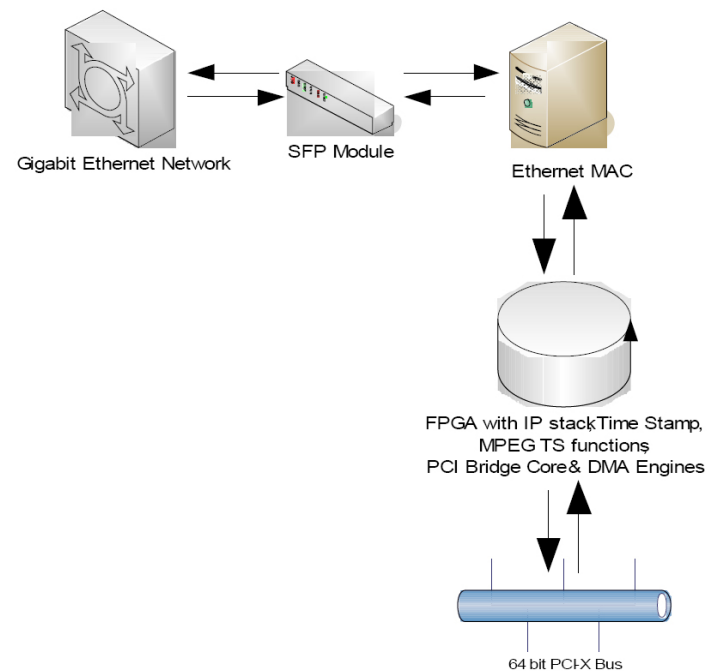 Gigabit Ethernet Network
SFP Module
Ethernet MAC
FPGA with IP stack, Time Stamp,
MPEG TS functions,
PCI Bridge Core & DMA Engines
64 bit PCI-X Bus